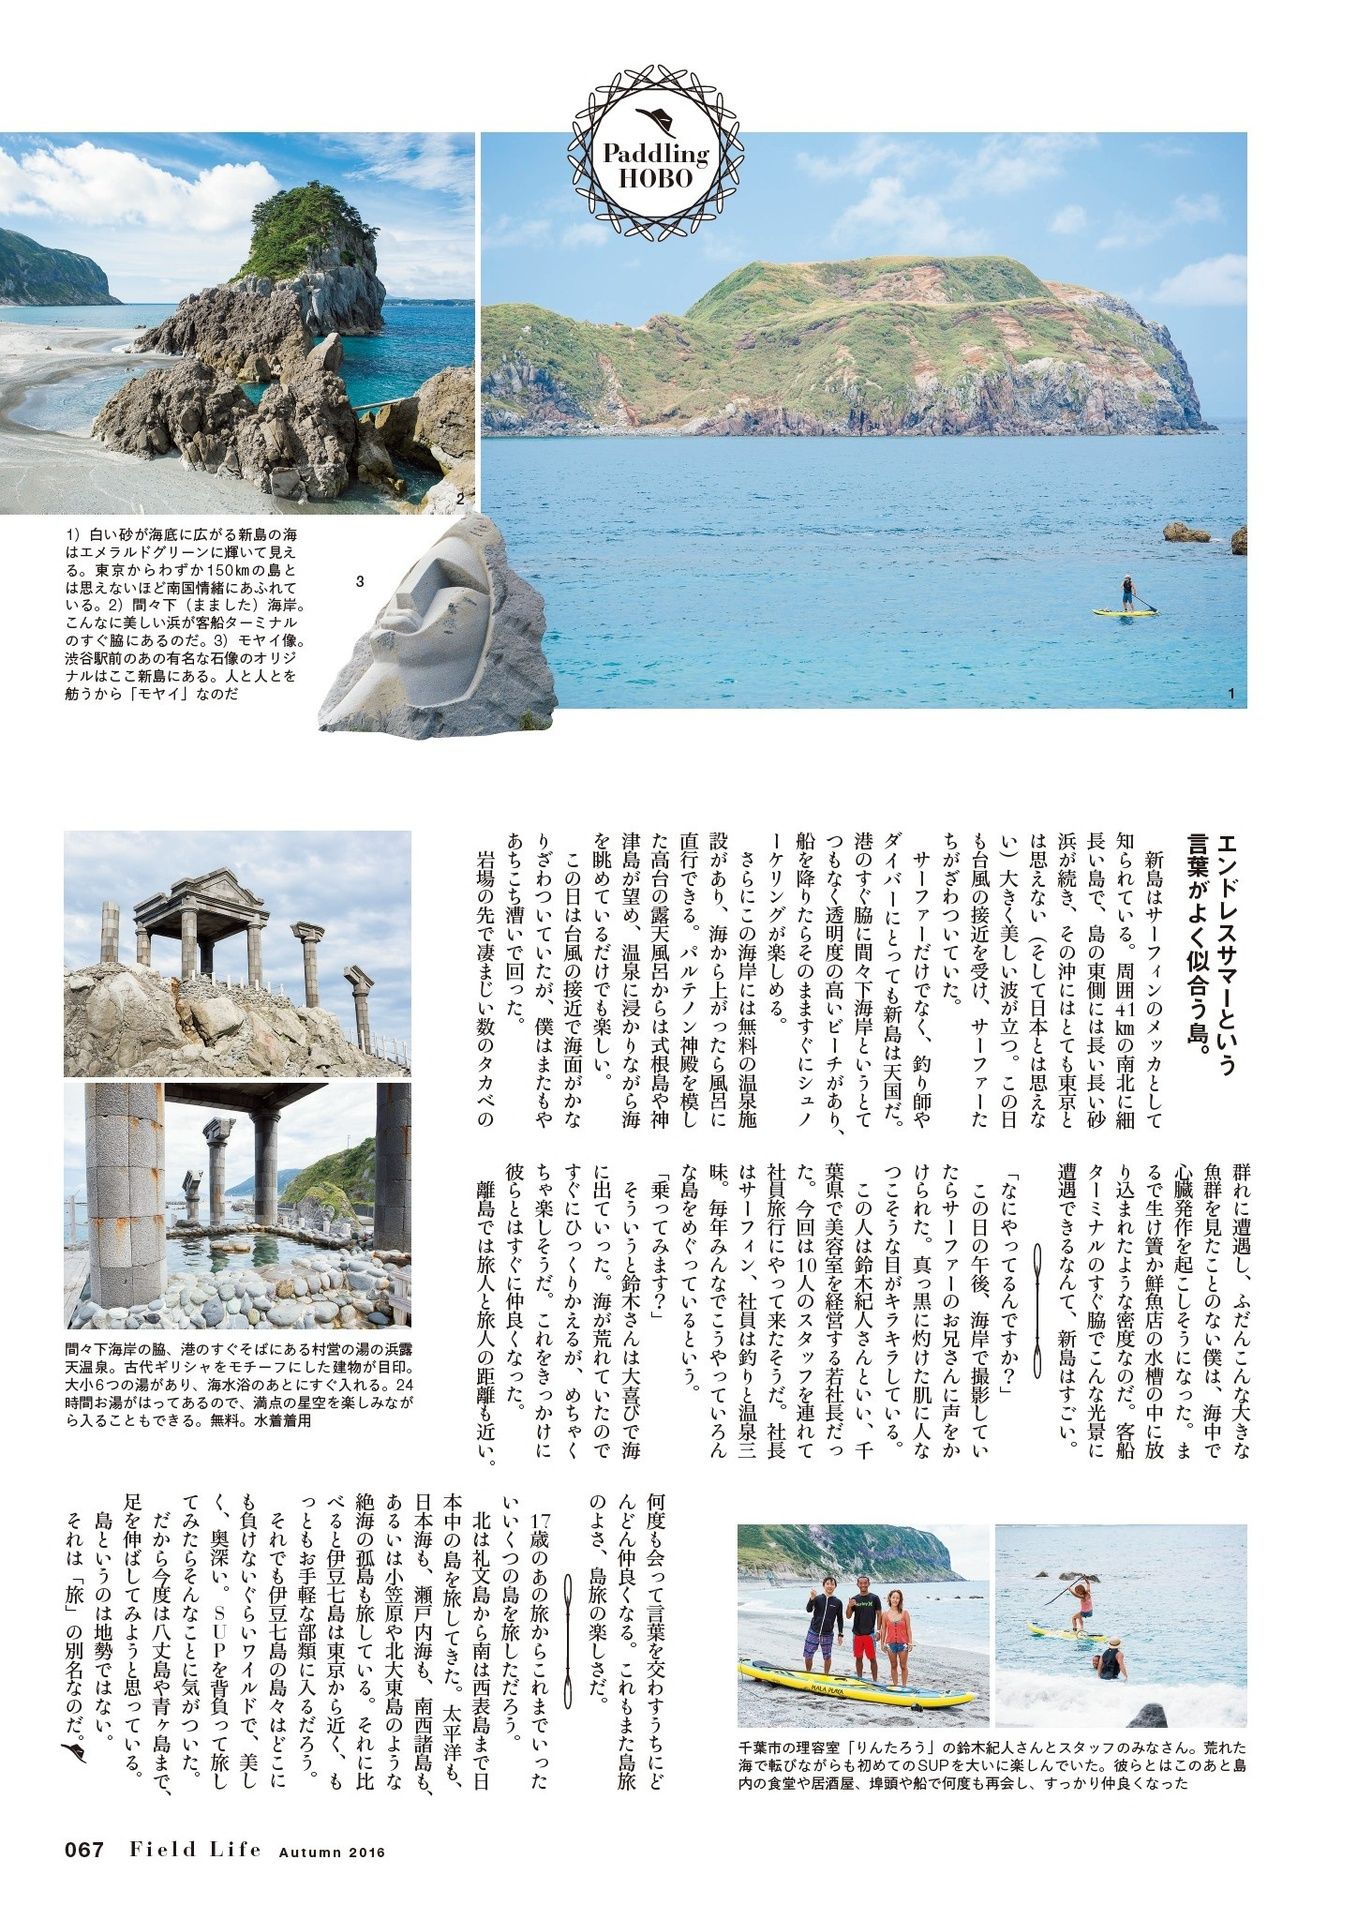 Paddling
HOBO
2
3
1
1）白い砂が海底に広がる新島の海
はエメラルドグリーンに輝いて見え
る。東京からわずか150㎞の島と
は思えないほど南国情緒にあふれて
いる。2）間々下（まました）海岸。
こんなに美しい浜が客船ターミナル
のすぐ脇にあるのだ。3）モヤイ像。
渋谷駅前のあの有名な石像のオリジ
ナルはここ新島にある。人と人とを
舫うから「モヤイ」なのだ
エンドレスサマーという
言葉がよく似合う島。
新島はサーフィンのメッカとして
知られている。周囲41㎞の南北に細
長い島で、島の東側には長い長い砂
浜が続き、その沖にはとても東京と
は思えない（そして日本とは思えな
い）大きく美しい波が立つ。この日
も台風の接近を受け、サーファーた
ちがざわついていた。
サーファーだけでなく、釣り師や
ダイバーにとっても新島は天国だ。
港のすぐ脇に間々下海岸というとて
つもなく透明度の高いビーチがあり、
船を降りたらそのまますぐにシュノ
ーケリングが楽しめる。
さらにこの海岸には無料の温泉施
設があり、海から上がったら風呂に
直行できる。パルテノン神殿を模し
た高台の露天風呂からは式根島や神
津島が望め、温泉に浸かりながら海
を眺めているだけでも楽しい。
この日は台風の接近で海面がかな
りざわついていたが、僕はまたもや
あちこち漕いで回った。
岩場の先で凄まじい数のタカベの
群れに遭遇し、ふだんこんな大きな
魚群を見たことのない僕は、海中で
心臓発作を起こしそうになった。ま
るで生け簀か鮮魚店の水槽の中に放
り込まれたような密度なのだ。客船
ターミナルのすぐ脇でこんな光景に
遭遇できるなんて、新島はすごい。
「なにやってるんですか？」
この日の午後、海岸で撮影してい
たらサーファーのお兄さんに声をか
けられた。真っ黒に灼けた肌に人な
つこそうな目がキラキラしている。
この人は鈴木紀人さんといい、千
葉県で美容室を経営する若社長だっ
た。今回は10人のスタッフを連れて
社員旅行にやって来たそうだ。社長
はサーフィン、社員は釣りと温泉三
昧。毎年みんなでこうやっていろん
な島をめぐっているという。
「乗ってみます？」
そういうと鈴木さんは大喜びで海
に出ていった。海が荒れていたので
すぐにひっくりかえるが、めちゃく
ちゃ楽しそうだ。これをきっかけに
彼らとはすぐに仲良くなった。
離島では旅人と旅人の距離も近い。
何度も会って言葉を交わすうちにど
んどん仲良くなる。これもまた島旅
のよさ、島旅の楽しさだ。
17歳のあの旅からこれまでいった
いいくつの島を旅しただろう。
北は礼文島から南は西表島まで日
本中の島を旅してきた。太平洋も、
日本海も、瀬戸内海も、南西諸島も、
あるいは小笠原や北大東島のような
絶海の孤島も旅している。それに比
べると伊豆七島は東京から近く、も
っともお手軽な部類に入るだろう。
それでも伊豆七島の島々はどこに
も負けないぐらいワイルドで、美し
く、奥深い。SUPを背負って旅し
てみたらそんなことに気がついた。
だから今度は八丈島や青ヶ島まで、
足を伸ばしてみようと思っている。
島というのは地勢ではない。
それは「旅」の別名なのだ。
間々下海岸の脇、港のすぐそばにある村営の湯の浜露
天温泉。古代ギリシャをモチーフにした建物が目印。
大小6つの湯があり、海水浴のあとにすぐ入れる。24
時間お湯がはってあるので、満点の星空を楽しみなが
ら入ることもできる。無料。水着着用
千葉市の理容室「りんたろう」の鈴木紀人さんとスタッフのみなさん。荒れた
海で転びながらも初めてのSUPを大いに楽しんでいた。彼らとはこのあと島
内の食堂や居酒屋、埠頭や船で何度も再会し、すっかり仲良くなった
067 Field Life Autumn 2016